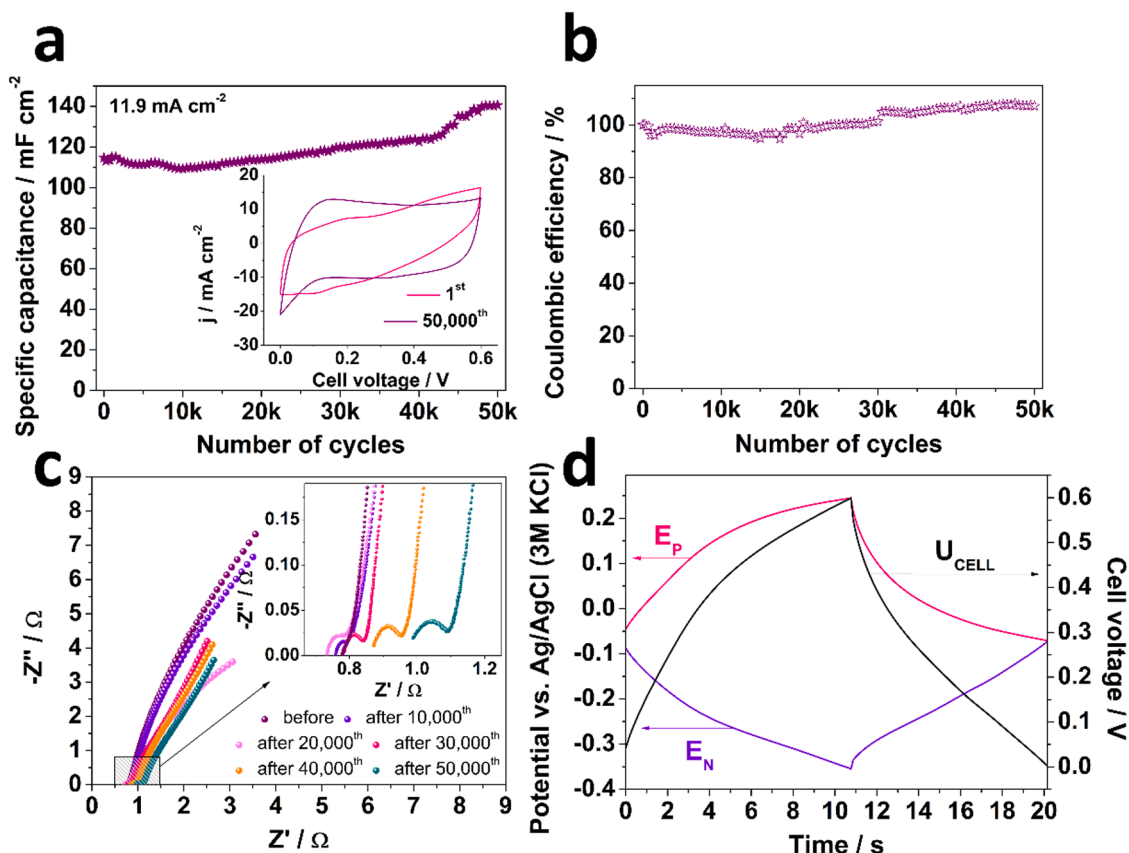 a
11.9 mA cm-2
Specific capacitance / mF cm-2
140
120
100
80
60
40
20
0
0
10k
20k
30k
40k
50k
Number of cycles
j / mA cm-2
20
10
0
-10
-20
-30
0.0
0.2
0.4
0.6
Cell voltage / V
1st
50,000th
b
Coulombic efficiency / %
100
80
60
40
20
0
0
10k
20k
30k
40k
50k
Number of cycles
c
-Z'' / Ω
9
8
7
6
5
4
3
2
1
0
0
1
2
3
4
5
6
7
8
9
Z' / Ω
-Z'' / Ω
0.15
0.10
0.05
0.00
0.8
1.0
1.2
Z' / Ω
before
after 10,000th
after 20,000th
after 30,000th
after 40,000th
after 50,000th
d
Potential vs. Ag/AgCl (3M KCl)
0.2
0.1
0.0
-0.1
-0.2
-0.3
-0.4
EP
UCELL
EN
0
2
4
6
8
10
12
14
16
18
20
Time / s
0.6
0.5
0.4
0.3
0.2
0.1
0.0
Cell voltage / V